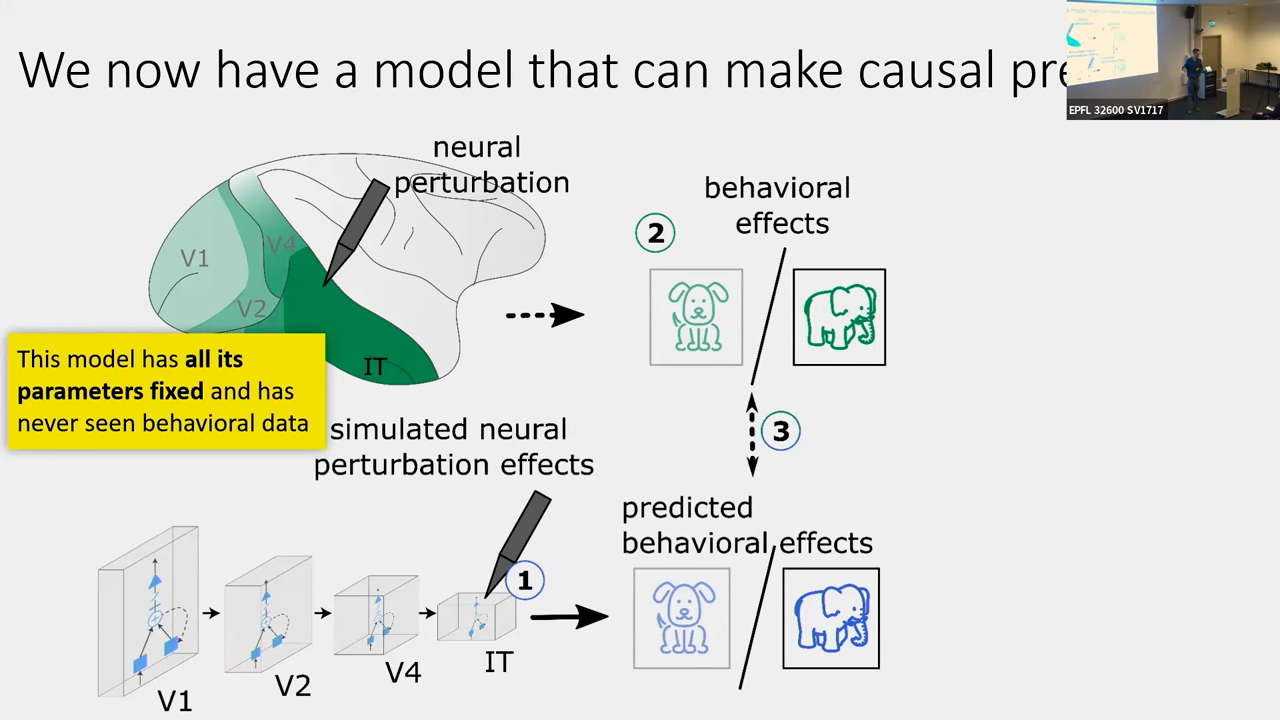 We now have a model that can make causal pre
EPFL 32600 SV1717
neural
perturbation
V1
V4
V2
IT
behavioral
effects
2
This model has all its
parameters fixed and has
never seen behavioral data
3
simulated neural
perturbation effects
1
predicted
behavioral effects
V1
V2
V4
IT